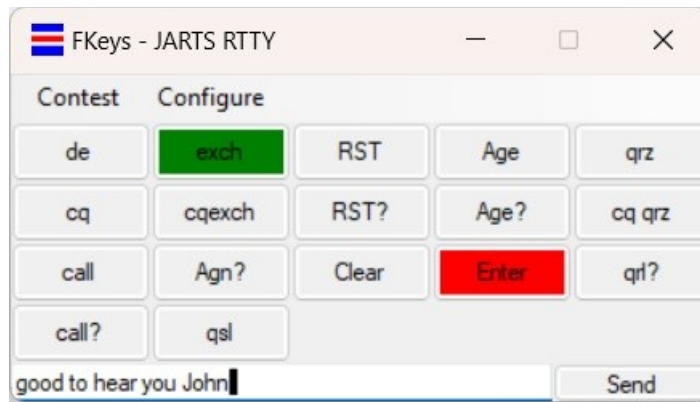 FKeys - JARTS RTTY
Contest Configure
de exch RST Age qrz
cq cqexch RST? Age? cq qrz
call Agn? Clear Enter qrl?
call? qsl
good to hear you John Send